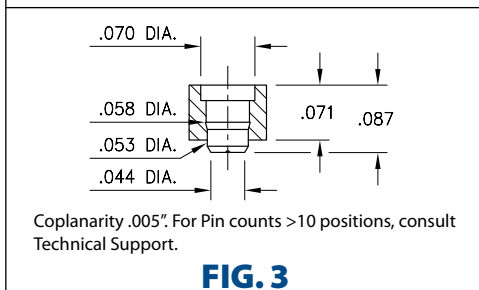 .070 DIA.
.058 DIA.
.071
.087
.053 DIA.
.044 DIA.
Coplanarity .005”. For Pin counts >10 positions, consult
Technical Support.
FIG. 3